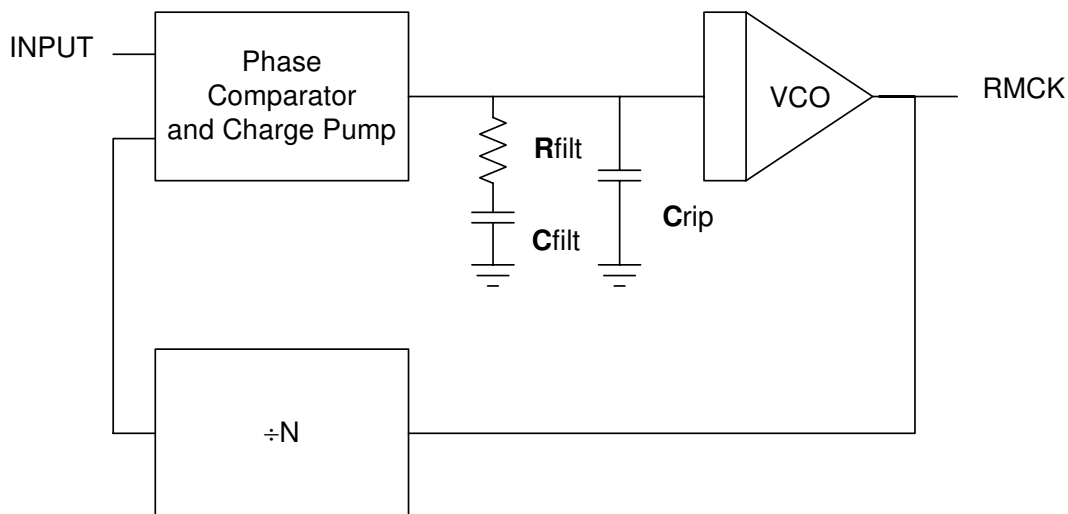 INPUT
Phase
Comparator
and Charge Pump
VCO
RMCK
Rfilt
Cfilt
Crip
÷N